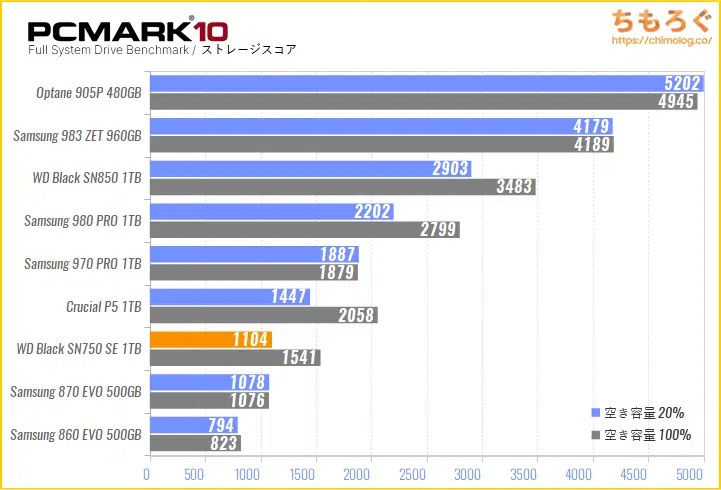 PCMARK®10
ちもろぐ
Full System Drive Benchmark / ストレージスコア
https://chimolog.co/
Optane 905P 480GB
5202
4945
Samsung 983 ZET 960GB
4179
4189
WD Black SN850 1TB
2903
3483
Samsung 980 PRO 1TB
2202
2799
Samsung 970 PRO 1TB
1887
1879
Crucial P5 1TB
1447
2058
WD Black SN750 SE 1TB
1104
1541
Samsung 870 EVO 500GB
1078
1076
Samsung 860 EVO 500GB
794
823
空き容量 20%
空き容量 100%
0 500 1000 1500 2000 2500 3000 3500 4000 4500 5000